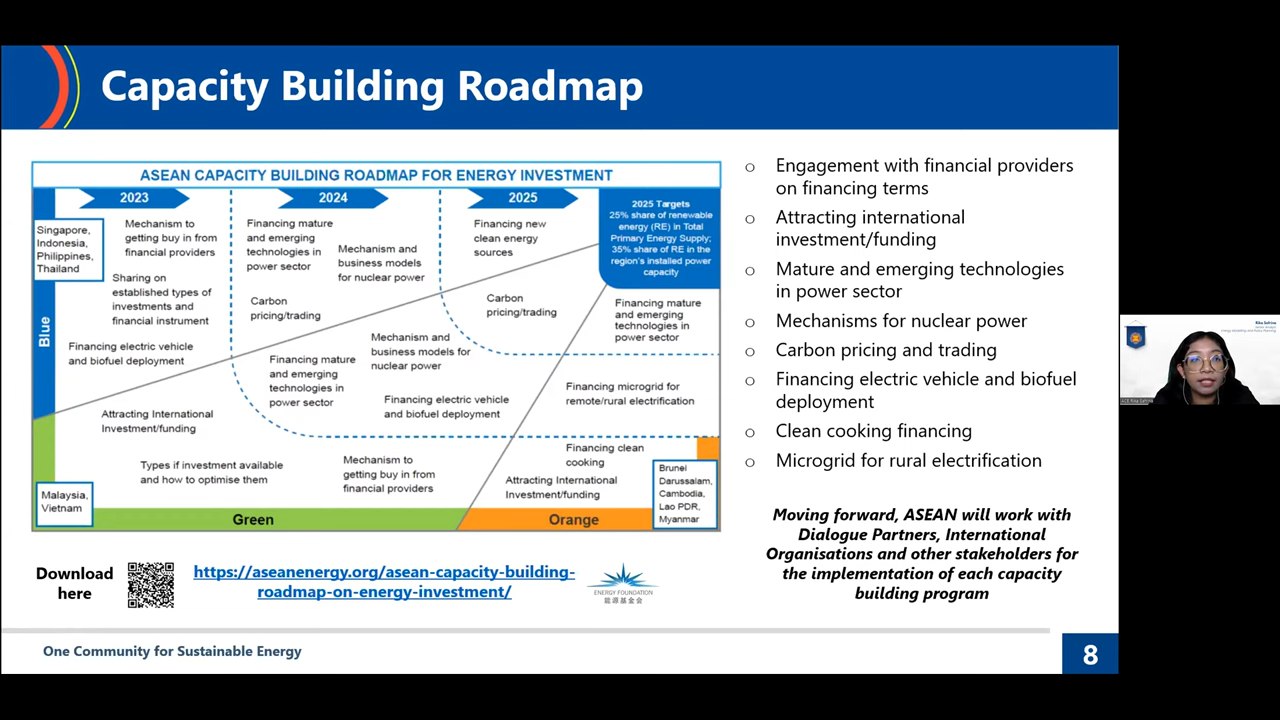 Capacity Building Roadmap
ASEAN CAPACITY BUILDING ROADMAP FOR ENERGY INVESTMENT
2023
2024
2025
2025 Targets
25% share of renewable
energy (RE) in Total
Primary Energy Supply;
35% share of RE in the
region's installed power
capacity
Singapore,
Indonesia,
Philippines,
Thailand
Blue
Mechanism to
getting buy in from
financial providers
Sharing on
established types of
investments and
financial instrument
Financing electric vehicle
and biofuel deployment
Financing mature
and emerging
technologies in
power sector
Mechanism and
business models
for nuclear power
Carbon
pricing/trading
Financing new
clean energy
sources
Carbon
pricing/trading
Financing mature
and emerging
technologies in
power sector
Mechanism and
business models for
nuclear power
Financing mature
and emerging
technologies in
power sector
Financing electric vehicle
and biofuel deployment
Financing microgrid for
remote/rural electrification
Attracting International
Investment/funding
Types if investment available
and how to optimise them
Mechanism to
getting buy in from
financial providers
Financing clean
cooking
Attracting International
Investment/funding
Malaysia,
Vietnam
Green
Orange
Brunei
Darussalam,
Cambodia,
Lao PDR,
Myanmar
Download
here
https://aseanenergy.org/asean-capacity-building-
roadmap-on-energy-investment/
ENERGY FOUNDATION
能源基金会
o Engagement with financial providers
on financing terms
o Attracting international
investment/funding
o Mature and emerging technologies
in power sector
o Mechanisms for nuclear power
o Carbon pricing and trading
o Financing electric vehicle and biofuel
deployment
o Clean cooking financing
o Microgrid for rural electrification
Moving forward, ASEAN will work with
Dialogue Partners, International
Organisations and other stakeholders for
the implementation of each capacity
building program
One Community for Sustainable Energy
8